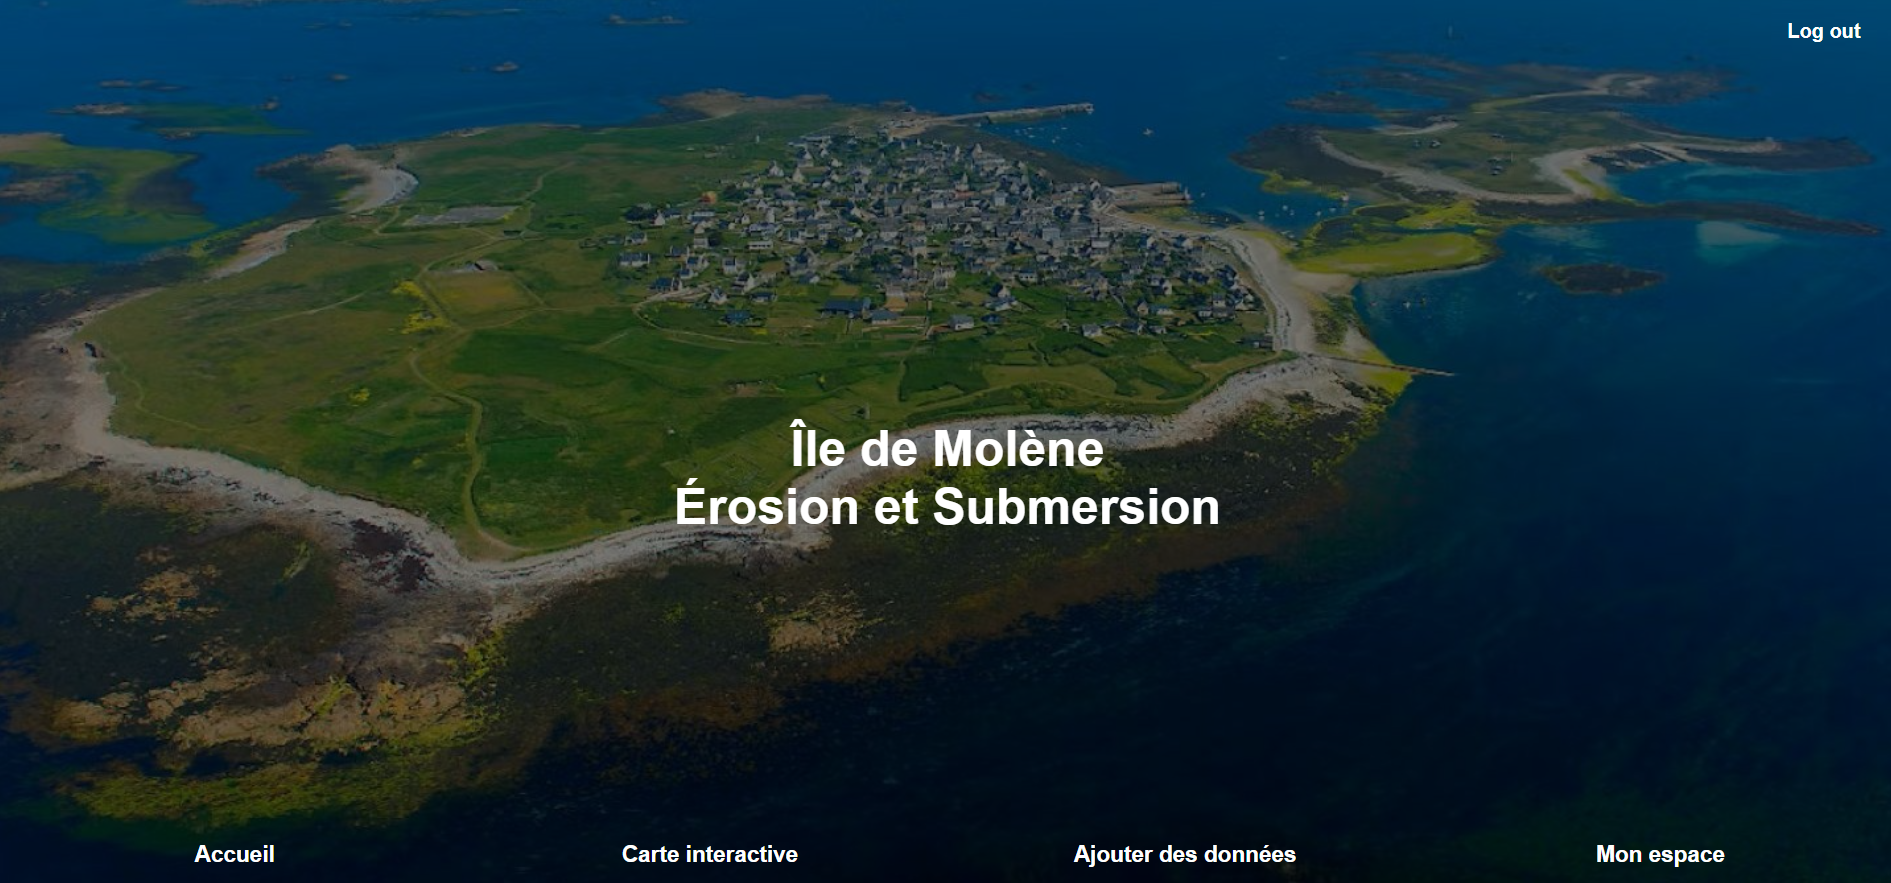 Log out
Île de Molène
Érosion et Submersion
Accueil
Carte interactive
Ajouter des données
Mon espace